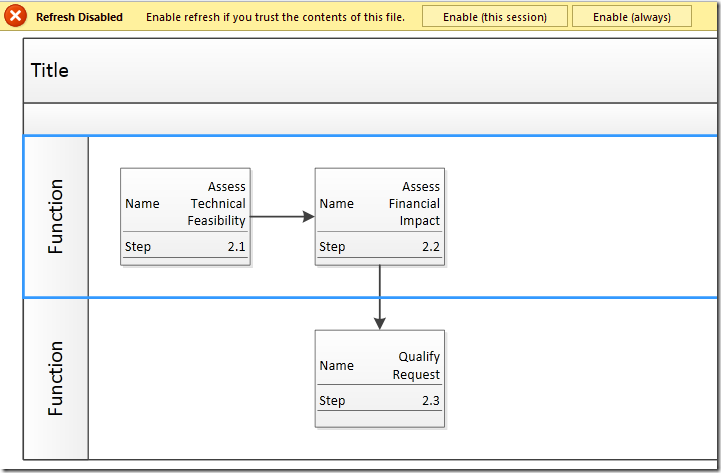 Refresh Disabled Enable refresh if you trust the contents of this file. Enable (this session) Enable (always)
Title
Function
Name Assess Technical Feasibility
Step 2.1
Name Assess Financial Impact
Step 2.2
Function
Name Qualify Request
Step 2.3